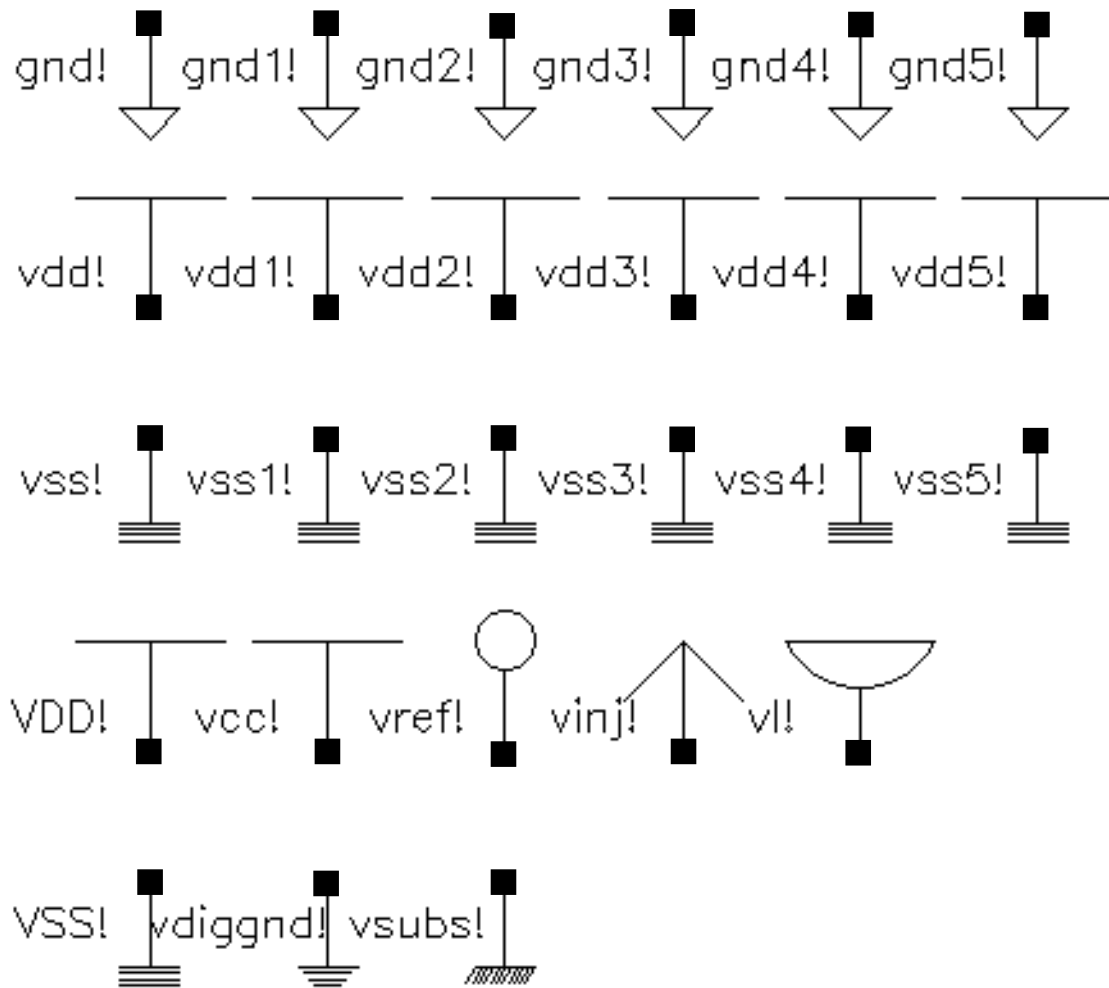 gnd! gnd1! gnd2! gnd3! gnd4! gnd5!
vdd! vdd1! vdd2! vdd3! vdd4! vdd5!
vss! vss1! vss2! vss3! vss4! vss5!
VDD! vcc! vref! vinj! vl!
VSS! vdiggnd! vsubs!